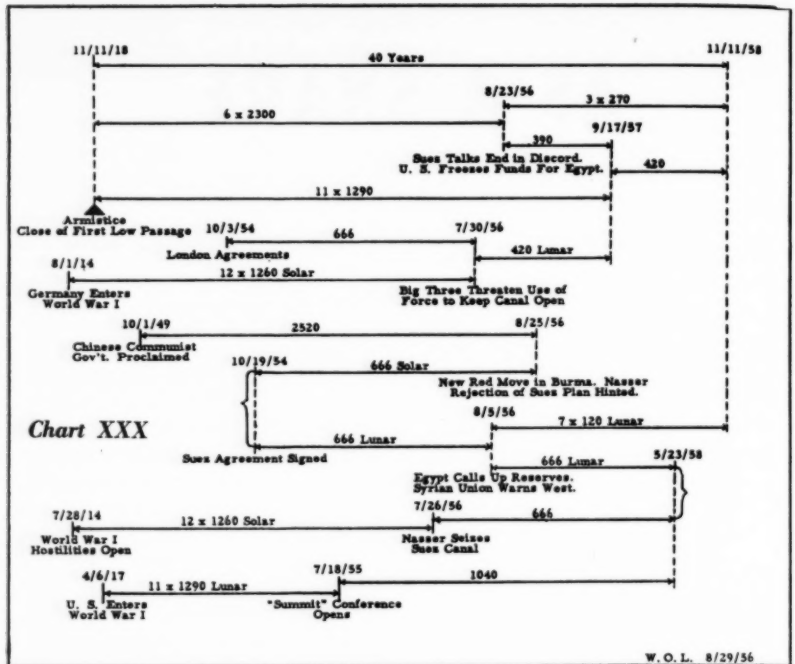 11/11/18
11/11/58
40 Years
8/23/56
3 x 270
6 x 2300
9/17/57
390
Suez Talks End in Discord.
U. S. Freezes Funds For Egypt.
420
11 x 1290
Armistice
Close of First Low Passage
10/3/54
666
7/30/56
London Agreements
420 Lunar
8/1/14
12 x 1260 Solar
Germany Enters
World War I
Big Three Threaten Use of
Force to Keep Canal Open
10/1/49
2520
8/25/56
Chinese Communist
Gov't. Proclaimed
10/19/54
666 Solar
New Red Move in Burma. Nasser
Rejection of Suez Plan Hinted.
8/5/56
7 x 120 Lunar
Chart XXX
666 Lunar
Suez Agreement Signed
666 Lunar
5/23/58
Egypt Calls Up Reserves.
Syrian Union Warns West.
7/28/14
12 x 1260 Solar
7/26/56
666
World War I
Hostilities Open
Nasser Seizes
Suez Canal
4/6/17
11 x 1290 Lunar
7/18/55
1040
U. S. Enters
World War I
"Summit" Conference
Opens
W. O. L. 8/29/56